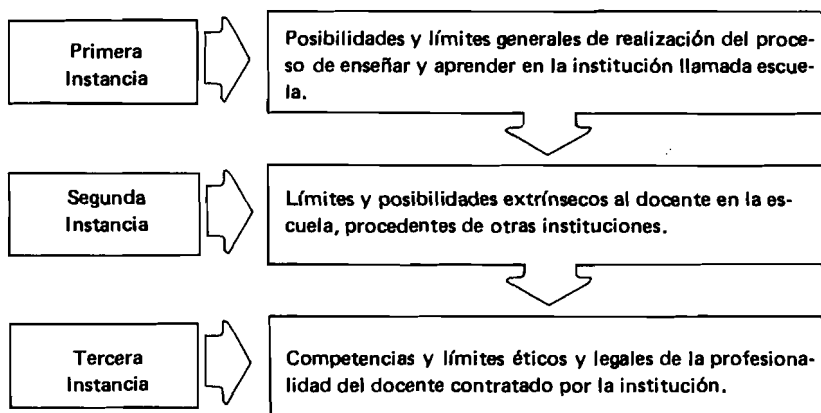 Primera
Instancia
Posibilidades y límites generales de realización del proce-
so de enseñar y aprender en la institución llamada escue-
la.
Segunda
Instancia
Límites y posibilidades extrínsecos al docente en la es-
cuela, procedentes de otras instituciones.
Tercera
Instancia
Competencias y límites éticos y legales de la profesiona-
lidad del docente contratado por la institución.